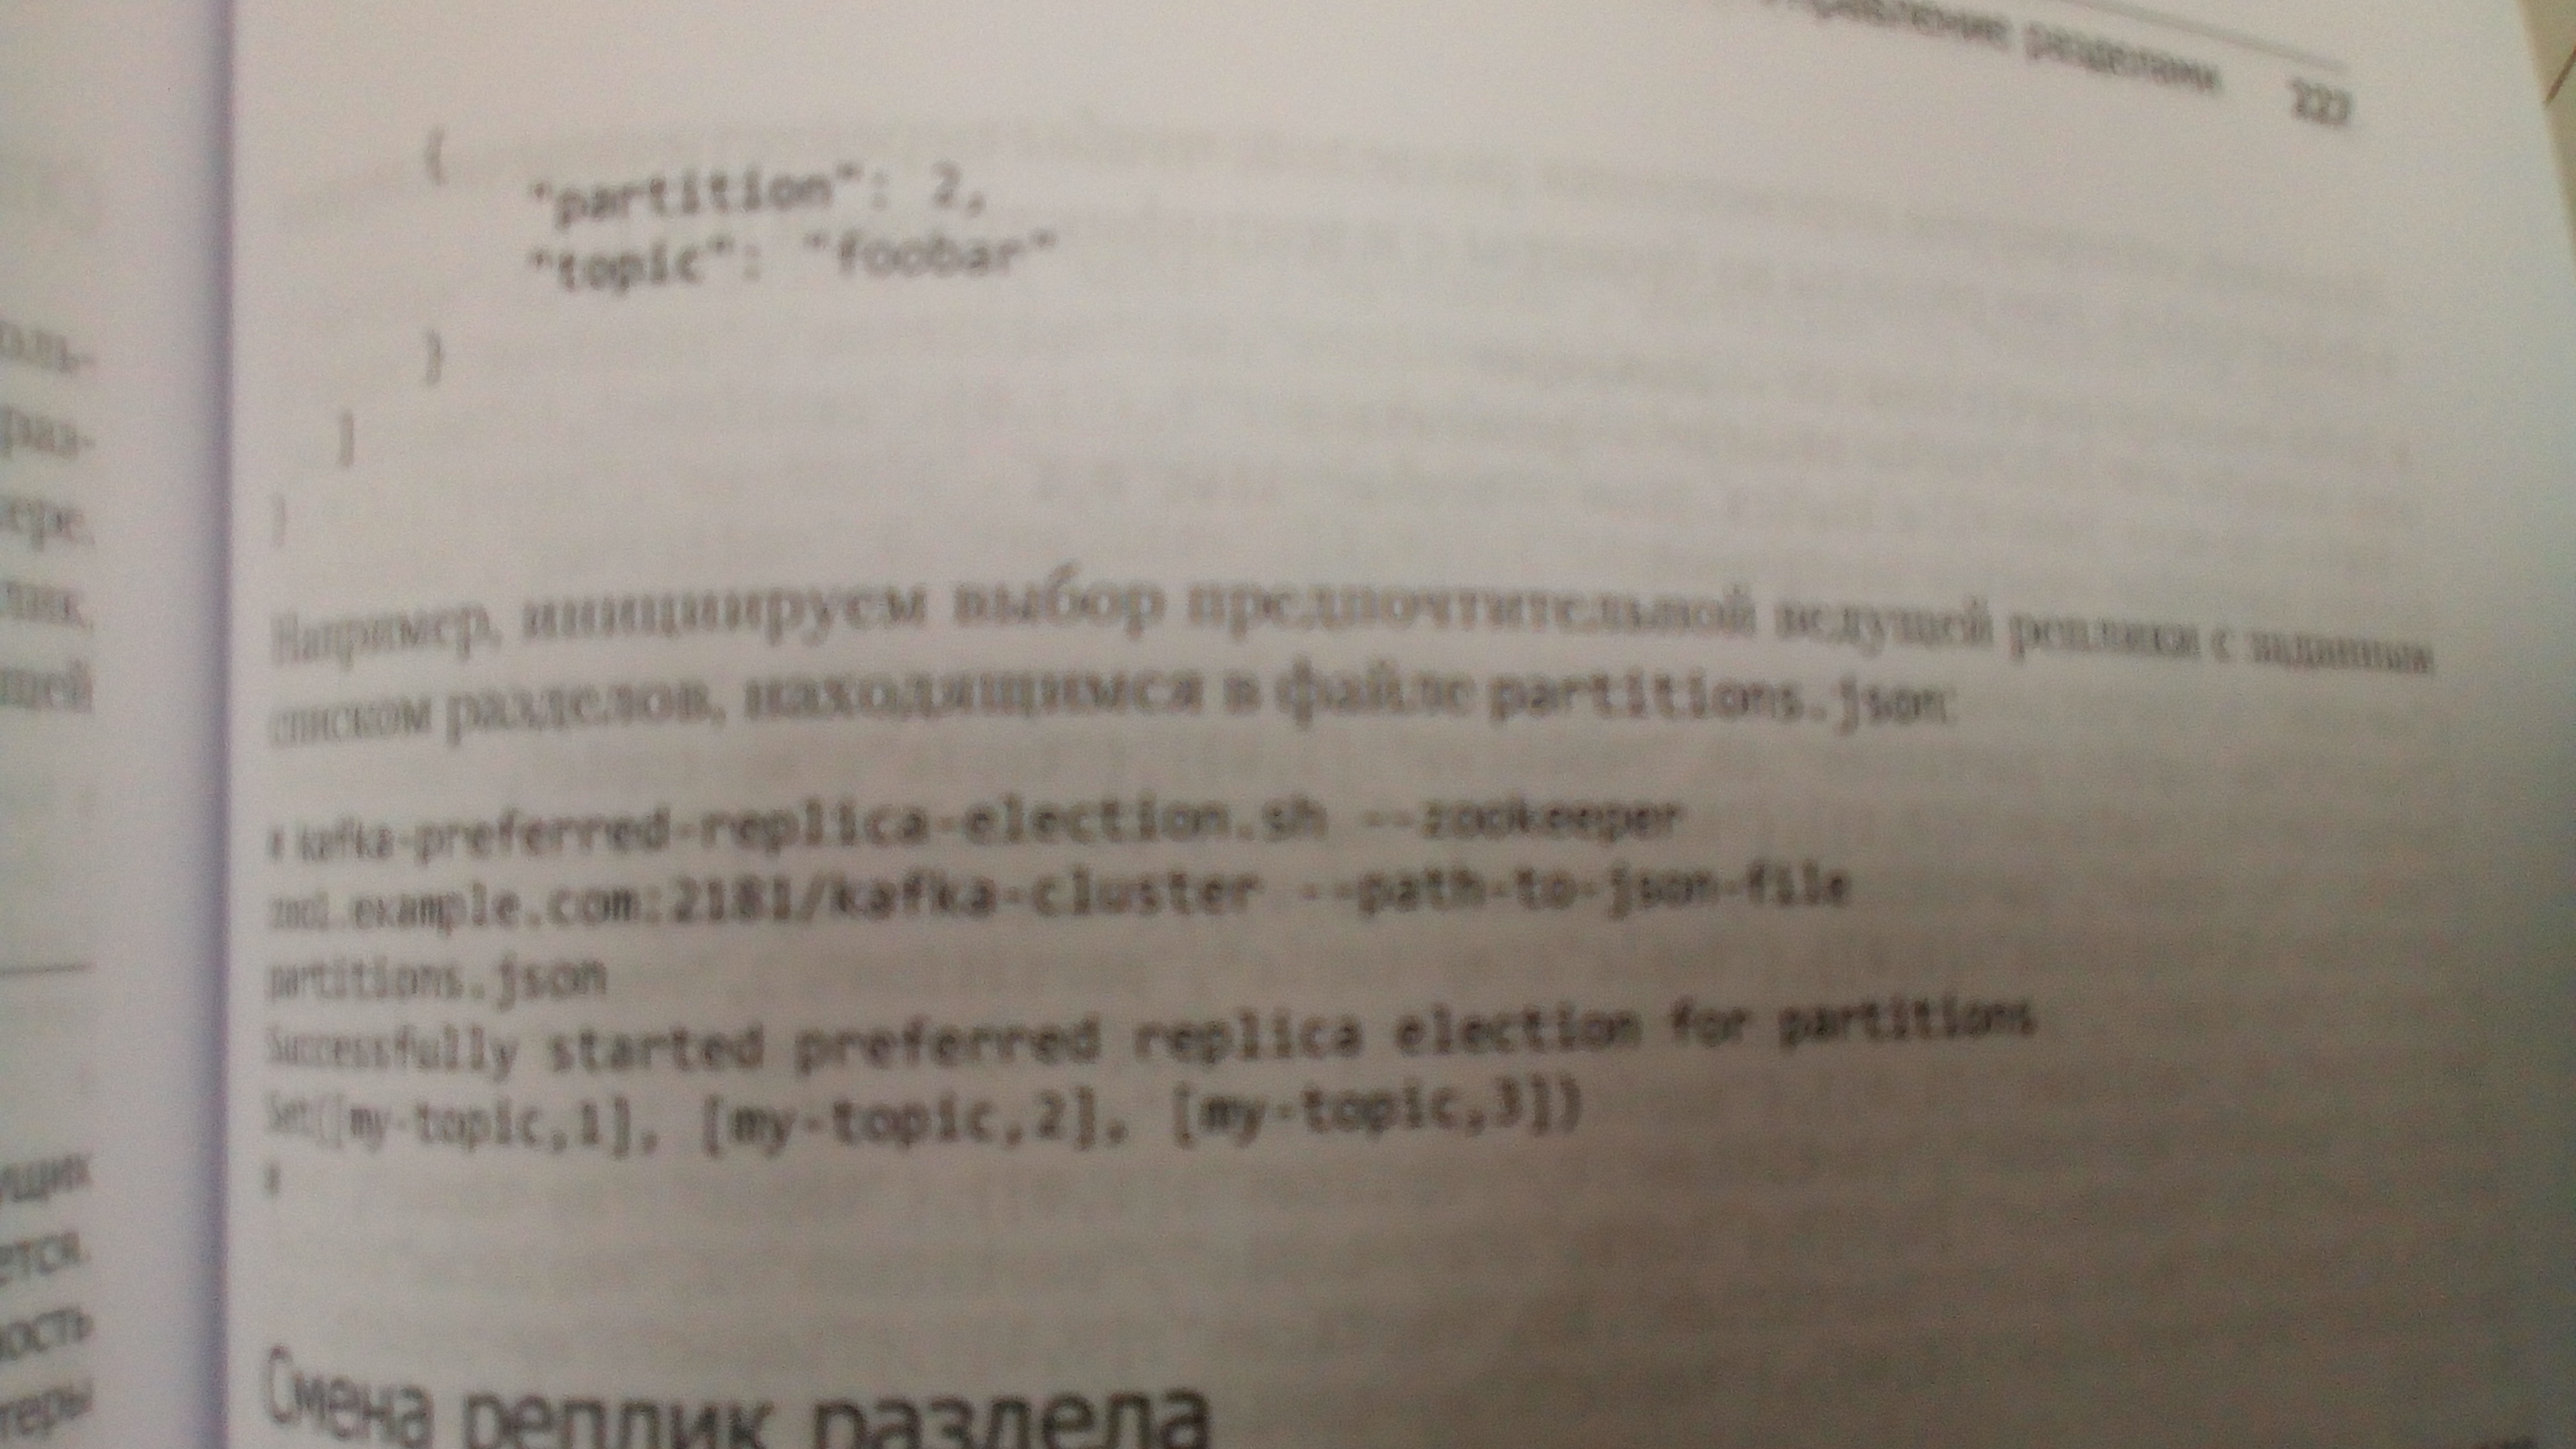 разделами 227
{
"partition": 2,
"topic": "foobar"
}
]
}
Например, инициируем выбор предпочтительной ведущей реплики с заданным
списком разделов, находящимся в файле partitions.json:
# kafka-preferred-replica-election.sh --zookeeper
zoo1.example.com:2181/kafka-cluster --path-to-json-file
partitions.json
Successfully started preferred replica election for partitions
Set([my-topic,1], [my-topic,2], [my-topic,3])
#
Смена реплик раздела